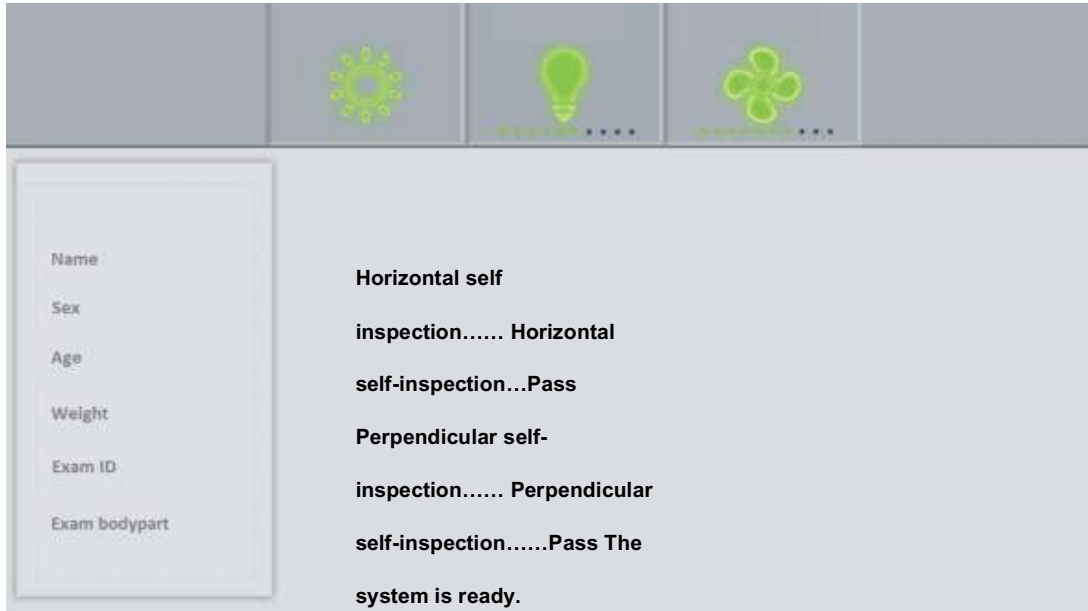 Name
Sex
Age
Weight
Exam ID
Exam bodypart
Horizontal self
inspection…… Horizontal
self-inspection…Pass
Perpendicular self-
inspection…… Perpendicular
self-inspection……Pass The
system is ready.